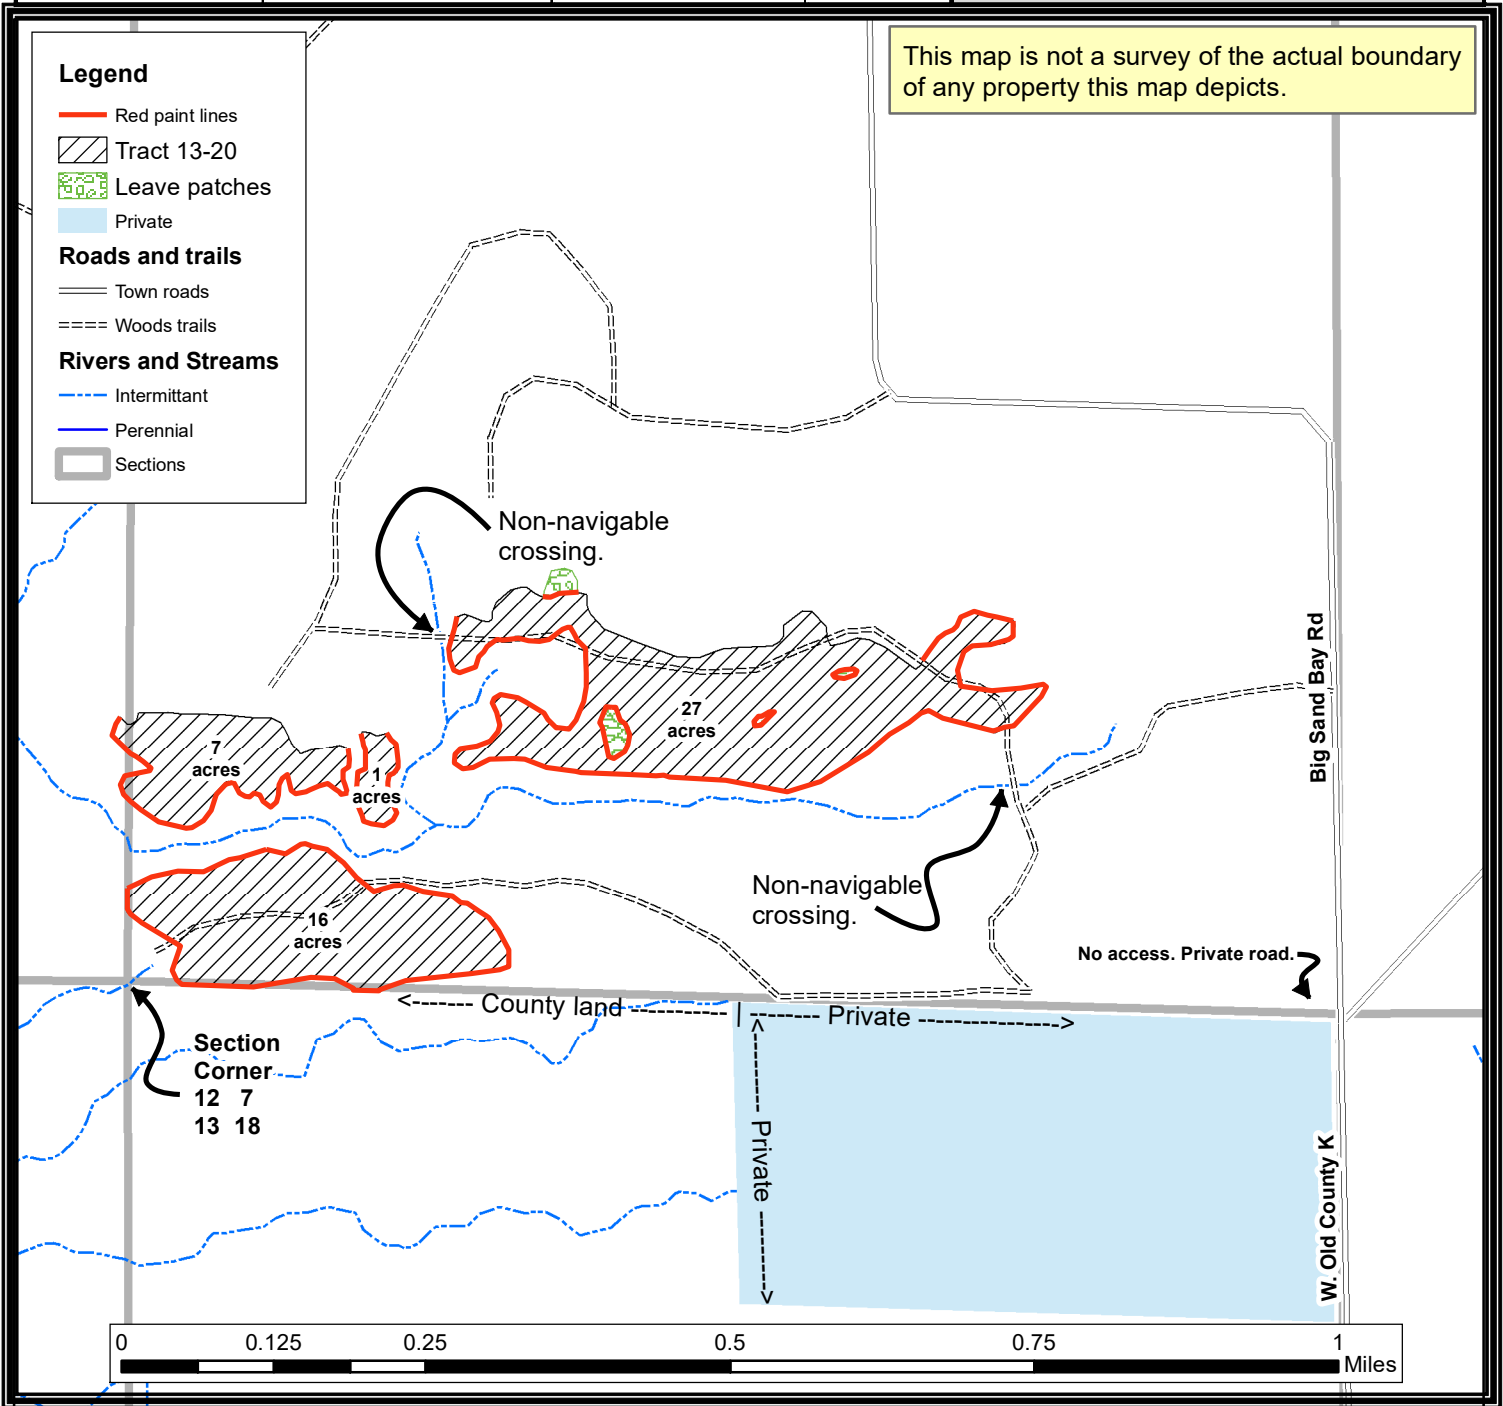 This map is not a survey of the actual boundary
of any property this map depicts.
Legend
Red paint lines
Tract 13-20
Leave patches
Private
Roads and trails
Town roads
Woods trails
Rivers and Streams
Intermittant
Perennial
Sections
Non-navigable
crossing.
27
acres
7
acres
1
acres
Big Sand Bay Rd
Non-navigable
crossing.
16
acres
No access. Private road.
County land
Private
Section
Corner
12 7
13 18
Private
W. Old County K
0 0.125 0.25 0.5 0.75 1
Miles